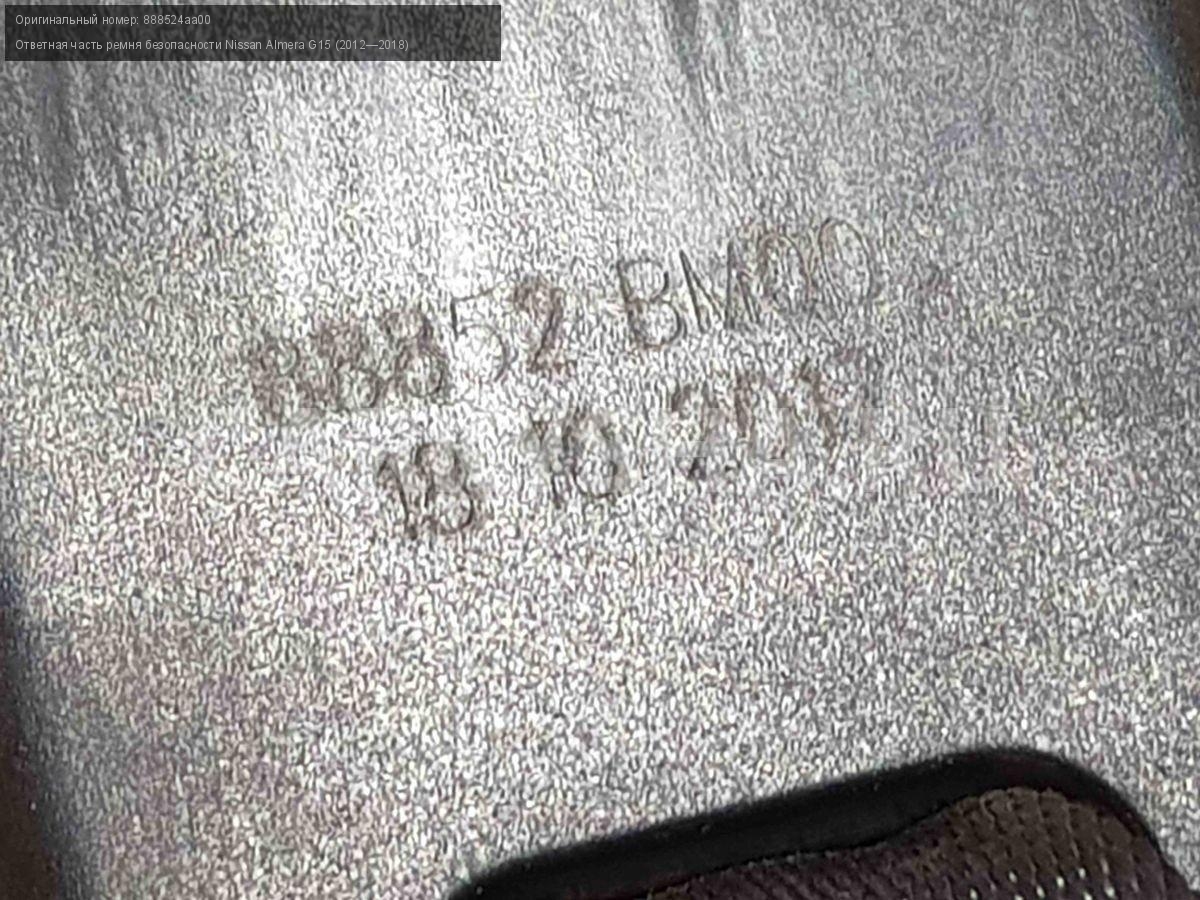 Оригинальный номер: 888524aa00
Ответная часть ремня безопасности Nissan Almera G15 (2012—2018)
88852 BM00
18 10 2017